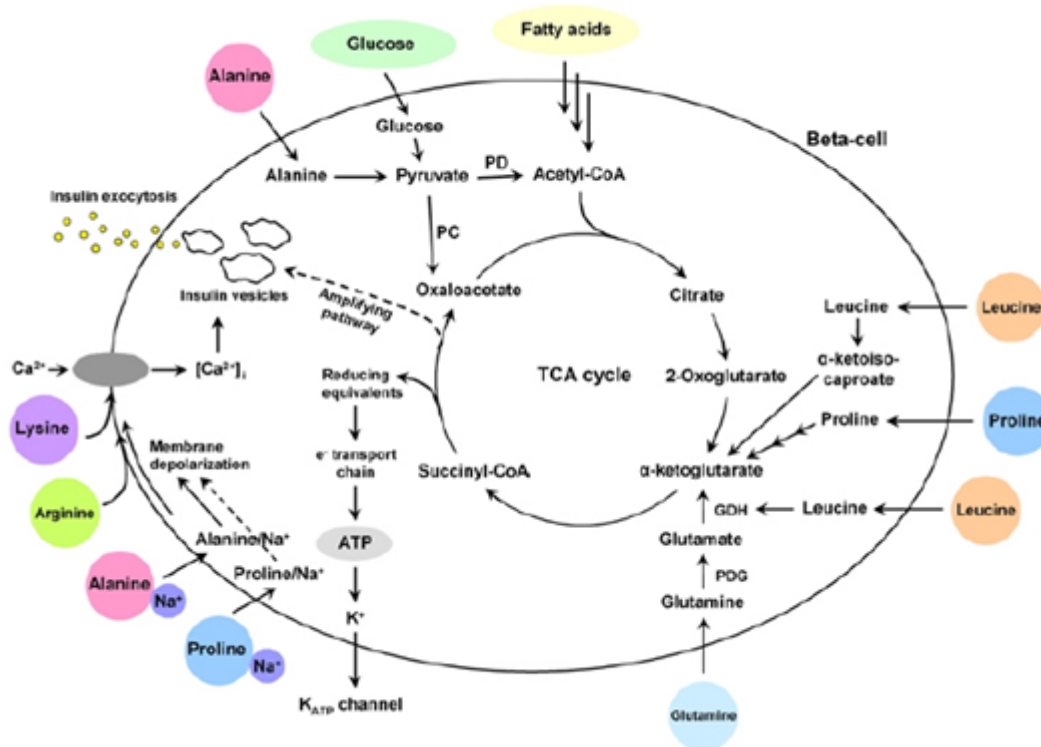 Glucose
Fatty acids
Alanine
Glucose
Beta-cell
Alanine
Pyruvate
PD
Acetyl-CoA
Insulin exocytosis
PC
Insulin vesicles
Amplifying
pathway
Oxaloacetate
Citrate
Leucine
Leucine
Ca²⁺
[Ca²⁺]ᵢ
Reducing
equivalents
TCA cycle
2-Oxoglutarate
α-ketoiso-
caproate
Lysine
Proline
Proline
Membrane
depolarization
e⁻ transport
chain
Succinyl-CoA
α-ketoglutarate
Arginine
GDH
Leucine
Leucine
Alanine/Na⁺
ATP
Glutamate
Alanine
Na⁺
Proline/Na⁺
PDG
K⁺
Glutamine
Proline
Na⁺
K_ATP channel
Glutamine